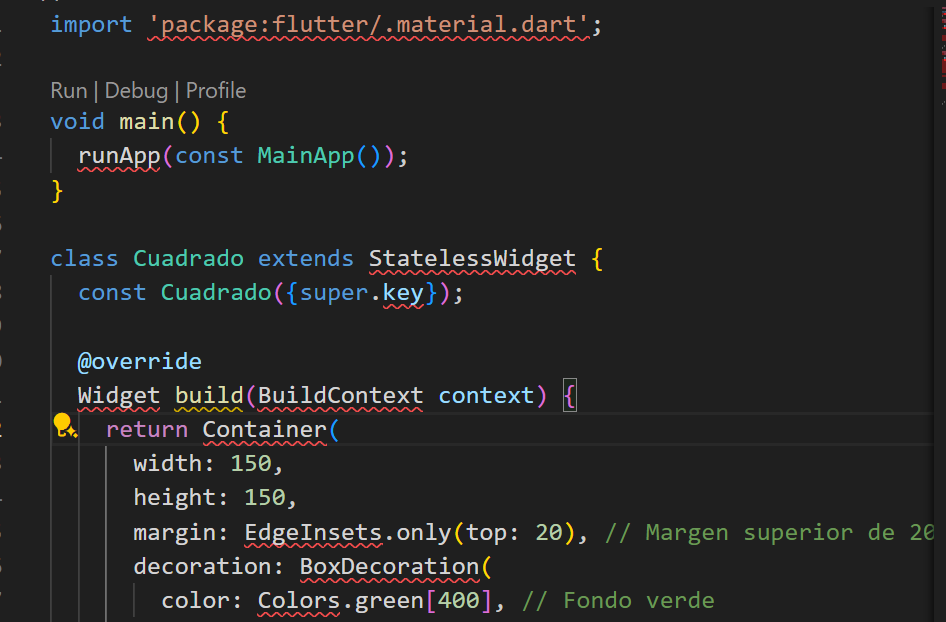 import 'package:flutter/.material.dart';
Run | Debug | Profile
void main() {
runApp(const MainApp());
}
class Cuadrado extends StatelessWidget {
const Cuadrado({super.key});
@override
Widget build(BuildContext context) {
return Container(
width: 150,
height: 150,
margin: EdgeInsets.only(top: 20), // Margen superior de 20
decoration: BoxDecoration(
color: Colors.green[400], // Fondo verde